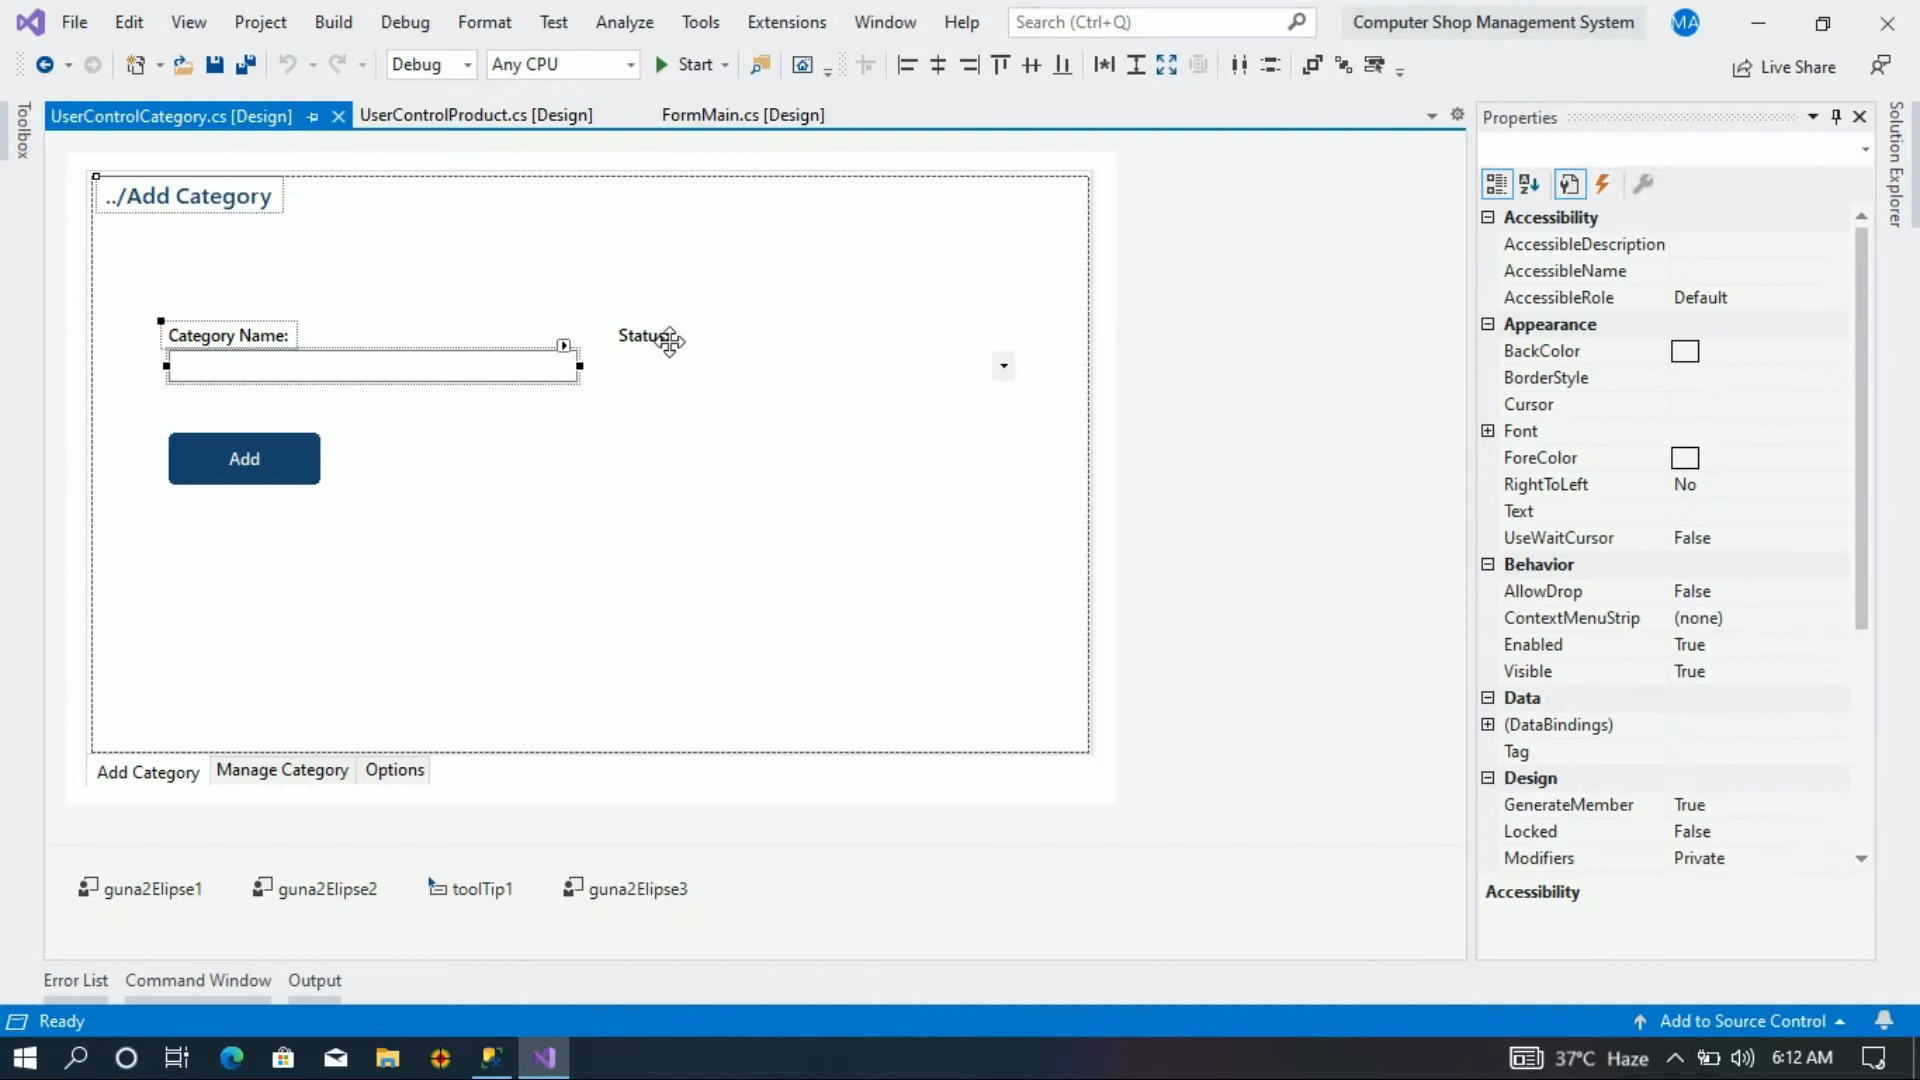 File Edit View Project Build Debug Format Test Analyze Tools Extensions Window Help Search (Ctrl+Q) Computer Shop Management System MA
Debug Any CPU Start Live Share
Toolbox
UserControlCategory.cs [Design] UserControlProduct.cs [Design] FormMain.cs [Design]
../Add Category
Category Name: Status:
Add
Add Category Manage Category Options
guna2Elipse1 guna2Elipse2 toolTip1 guna2Elipse3
Properties
Accessibility
AccessibleDescription
AccessibleName
AccessibleRole Default
Appearance
BackColor
BorderStyle
Cursor
Font
ForeColor
RightToLeft No
Text
UseWaitCursor False
Behavior
AllowDrop False
ContextMenuStrip (none)
Enabled True
Visible True
Data
(DataBindings)
Tag
Design
GenerateMember True
Locked False
Modifiers Private
Accessibility
Solution Explorer
Error List Command Window Output
Ready Add to Source Control
37°C Haze 6:12 AM